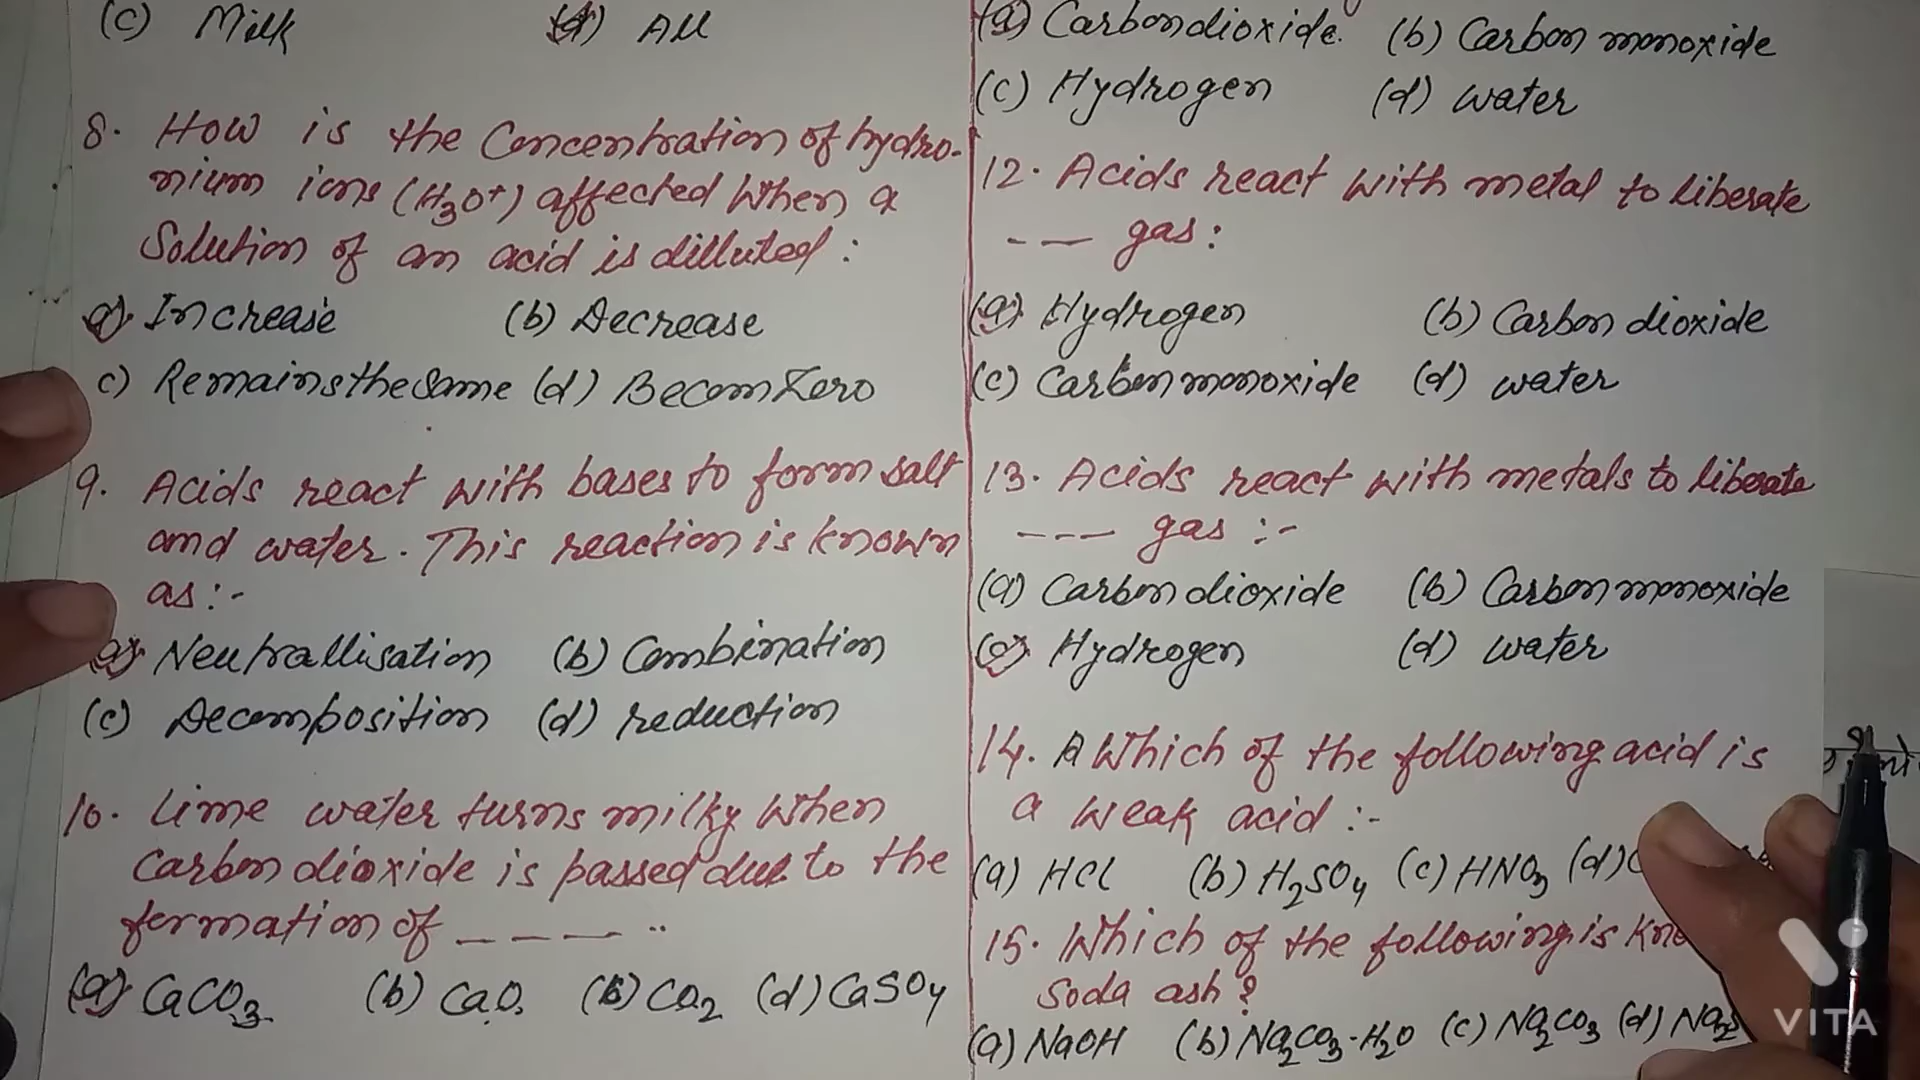 (c) Milk (d) All
8. How is the Concentration of hydro-
nium ions (H3O+) affected when a
Solution of an acid is dilluted :
(a) Increase (b) Decrease
c) Remains the Same (d) Becom Zero
9. Acids react with bases to form salt
and water. This reaction is known
as :-
(a) Neutrallisation (b) Combination
(c) Decomposition (d) reduction
10. Lime water turns milky when
Carbon dioxide is passed due to the
formation of ----
(a) CaCO3 (b) CaO (c) CO2 (d) CaSO4
(a) Carbondioxide. (b) Carbon monoxide
(c) Hydrogen (d) water
12. Acids react with metal to liberate
--- gas :
(a) Hydrogen (b) Carbon dioxide
(c) Carbon monoxide (d) water
13. Acids react with metals to liberate
--- gas :-
(a) Carbon dioxide (b) Carbon monoxide
(c) Hydrogen (d) water
14. A Which of the following acid is
a weak acid :-
(a) HCl (b) H2SO4 (c) HNO3 (d)
15. Which of the following is
Soda ash ?
(a) NaOH (b) Na2CO3.H2O (c) Na2CO3 (d)
VITA